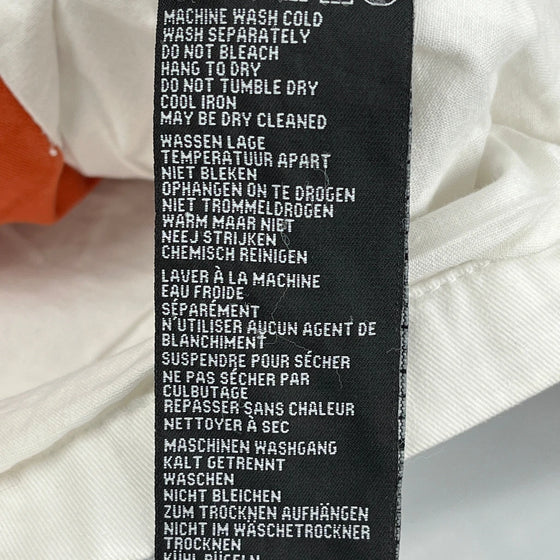 MACHINE WASH COLD
WASH SEPARATELY
DO NOT BLEACH
HANG TO DRY
DO NOT TUMBLE DRY
COOL IRON
MAY BE DRY CLEANED
WASSEN LAGE
TEMPERATUUR APART
NIET BLEKEN
OPHANGEN ON TE DROGEN
NIET TROMMELDROGEN
WARM MAAR NIET
NEEJ STRIJKEN
CHEMISCH REINIGEN
LAVER À LA MACHINE
EAU FROIDE
SÉPARÉMENT
N'UTILISER AUCUN AGENT DE
BLANCHIMENT
SUSPENDRE POUR SÉCHER
NE PAS SÉCHER PAR
CULBUTAGE
REPASSER SANS CHALEUR
NETTOYER À SEC
MASCHINEN WASHGANG
KALT GETRENNT
WASCHEN
NICHT BLEICHEN
ZUM TROCKNEN AUFHÄNGEN
NICHT IM WÄSCHETROCKNER
TROCKNEN
KÜHL BÜGELN